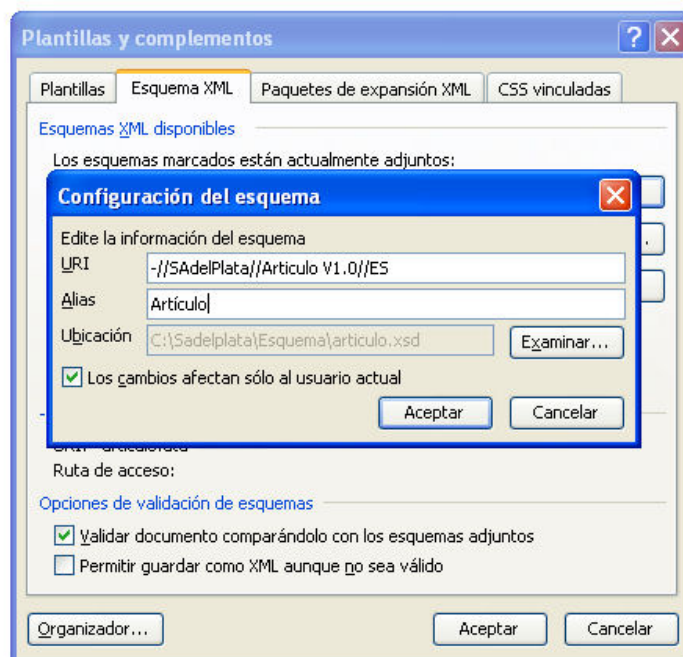 Plantillas y complementos
Plantillas Esquema XML Paquetes de expansión XML CSS vinculadas
Esquemas XML disponibles
Los esquemas marcados están actualmente adjuntos:
Configuración del esquema
Edite la información del esquema
URI -//SAdelPlata//Articulo V1.0//ES
Alias Artículo
Ubicación C:\Sadelplata\Esquema\articulo.xsd Examinar...
Los cambios afectan sólo al usuario actual
Aceptar Cancelar
Ruta de acceso:
Opciones de validación de esquemas
Validar documento comparándolo con los esquemas adjuntos
Permitir guardar como XML aunque no sea válido
Organizador... Aceptar Cancelar